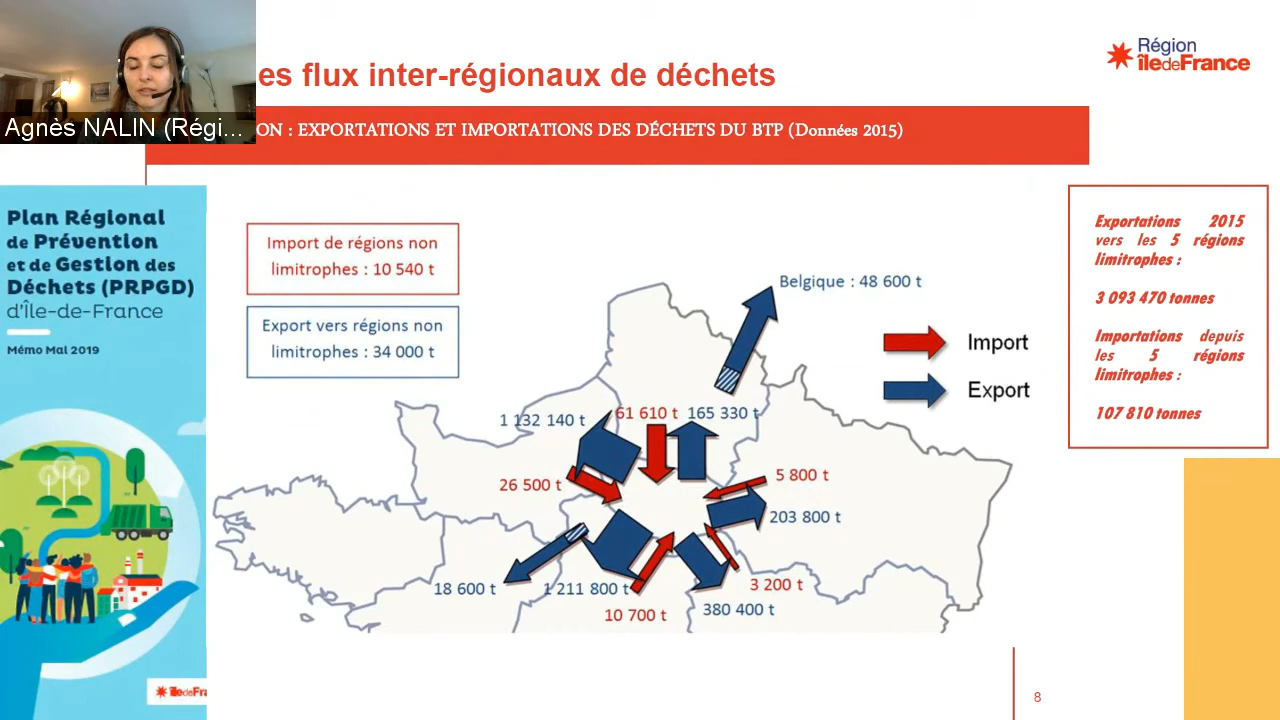 Région
îledeFrance
es flux inter-régionaux de déchets
Agnès NALIN (Régi...
ON : EXPORTATIONS ET IMPORTATIONS DES DÉCHETS DU BTP (Données 2015)
Plan Régional
de Prévention
et de Gestion des
Déchets (PRPGD)
d'Île-de-France
Mémo Mai 2019
îledeFra
Import de régions non
limitrophes : 10 540 t
Export vers régions non
limitrophes : 34 000 t
Belgique : 48 600 t
Import
Export
1 132 140 t
61 610 t
165 330 t
26 500 t
5 800 t
203 800 t
18 600 t
1 211 800 t
3 200 t
10 700 t
380 400 t
Exportations 2015
vers les 5 régions
limitrophes :
3 093 470 tonnes
Importations depuis
les 5 régions
limitrophes :
107 810 tonnes
8